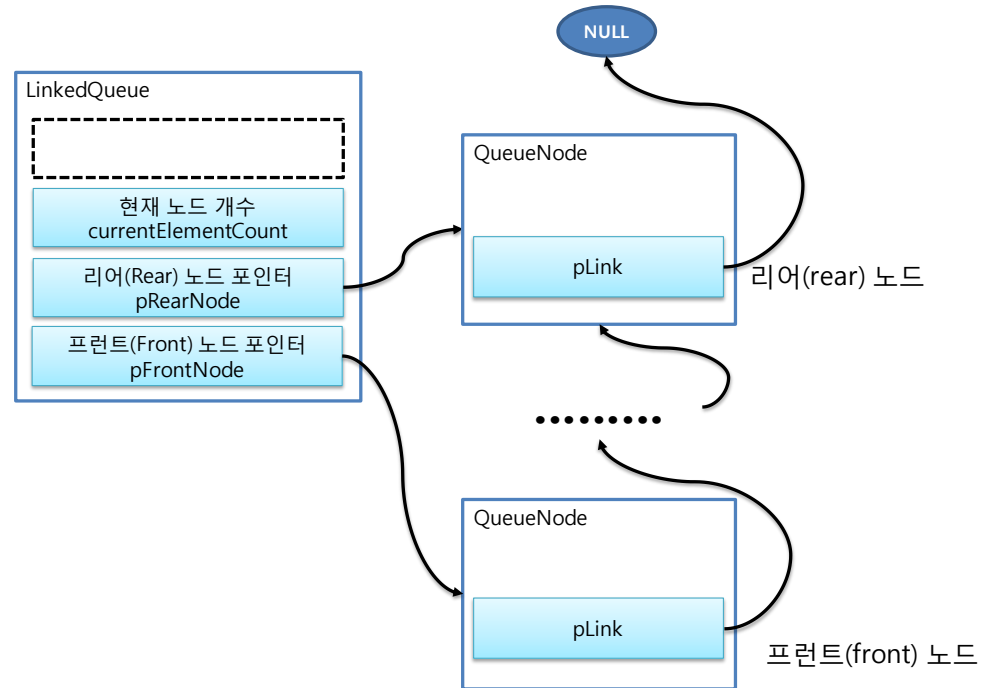 NULL
LinkedQueue
현재 노드 개수
currentElementCount
리어(Rear) 노드 포인터
pRearNode
프런트(Front) 노드 포인터
pFrontNode
QueueNode
pLink
리어(rear) 노드
QueueNode
pLink
프런트(front) 노드